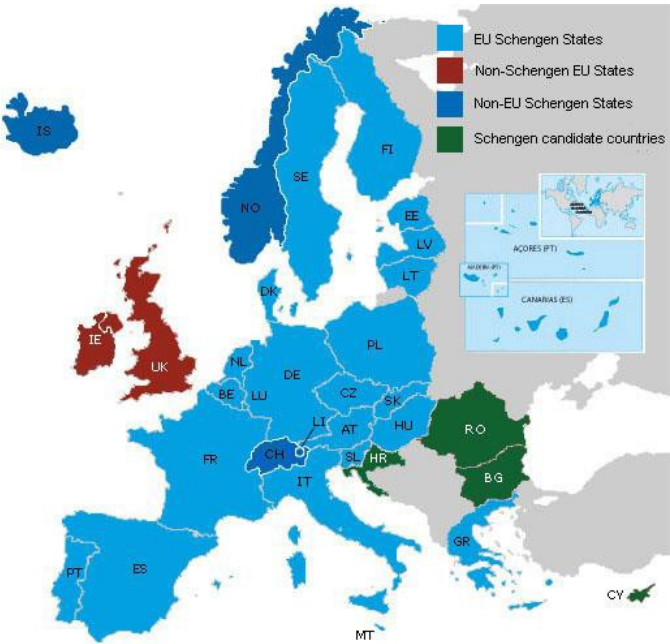 EU Schengen States
Non-Schengen EU States
Non-EU Schengen States
Schengen candidate countries
IS
FI
SE
NO
EE
LV
LT
AÇORES (PT)
MADEIRA (PT)
CANARIAS (ES)
DK
IE
UK
NL
PL
DE
BE
LU
CZ
SK
LI
AT
HU
RO
FR
CH
SL
HR
IT
BG
PT
ES
GR
CY
MT